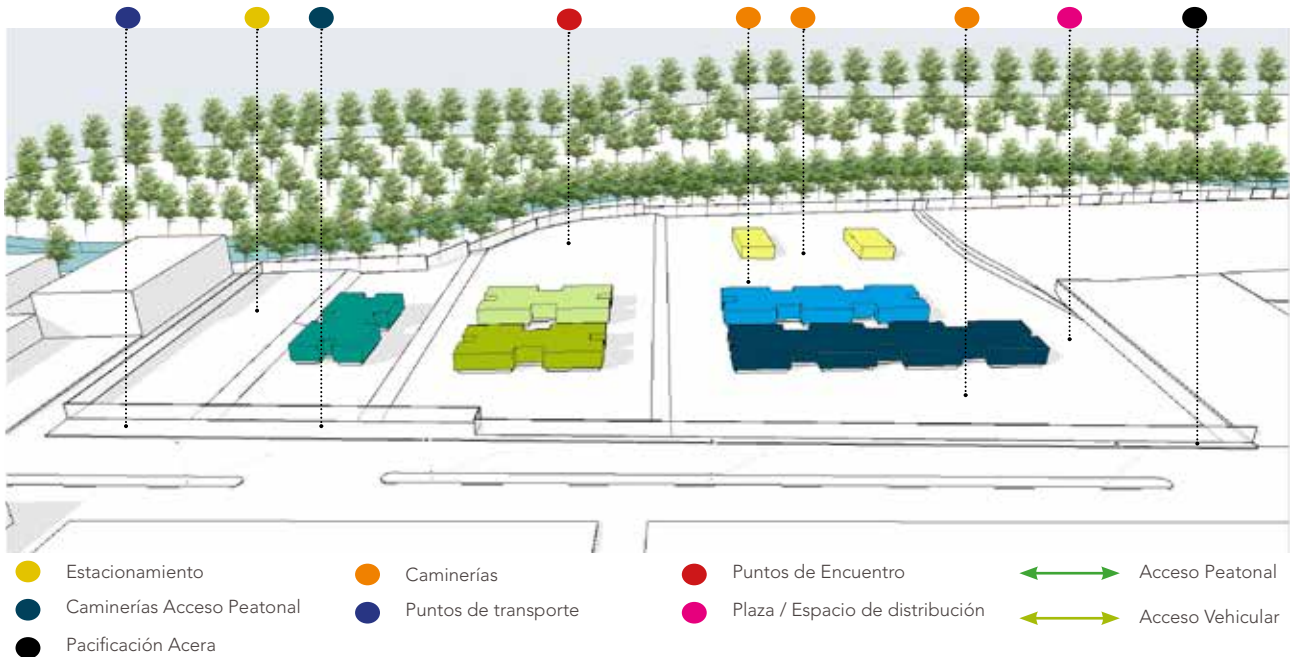 Estacionamiento
Caminerías Acceso Peatonal
Pacificación Acera
Caminerías
Puntos de transporte
Puntos de Encuentro
Plaza / Espacio de distribución
Acceso Peatonal
Acceso Vehicular